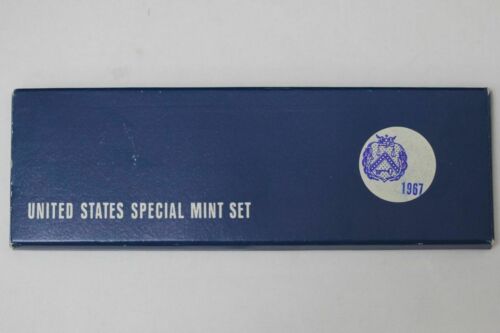 UNITED STATES SPECIAL MINT SET
1967